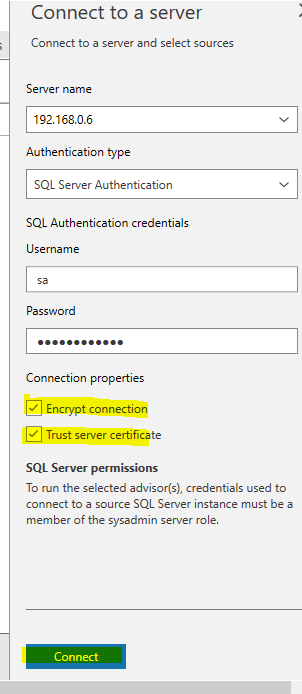 Connect to a server
s
Connect to a server and select sources
Server name
192.168.0.6
Authentication type
SQL Server Authentication
SQL Authentication credentials
Username
sa
Password
●●●●●●●●●●●●
Connection properties
Encrypt connection
Trust server certificate
SQL Server permissions
To run the selected advisor(s), credentials used to
connect to a source SQL Server instance must be a
member of the sysadmin server role.
Connect